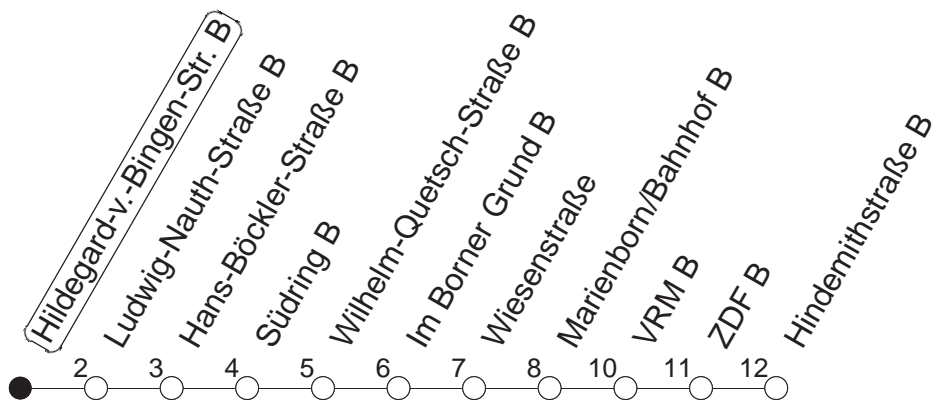 Hildegard-v.-Bingen-Str. B
Ludwig-Nauth-Straße B
Hans-Böckler-Straße B
Südring B
Wilhelm-Quetsch-Straße B
Im Borner Grund B
Wiesenstraße
Marienborn/Bahnhof B
VRM B
ZDF B
Hindemithstraße B
2 3 4 5 6 7 8 10 11 12